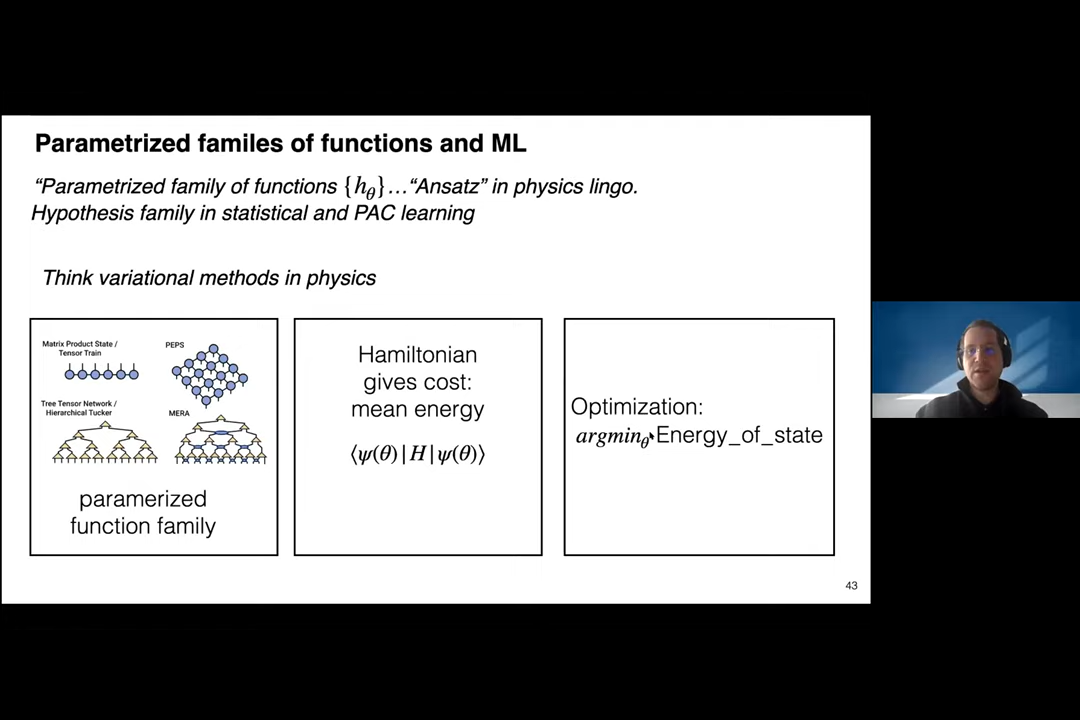 Parametrized familes of functions and ML
“Parametrized family of functions {hθ}…“Ansatz” in physics lingo.
Hypothesis family in statistical and PAC learning
Think variational methods in physics
Matrix Product State /
Tensor Train
PEPS
Tree Tensor Network /
Hierarchical Tucker
MERA
paramerized
function family
Hamiltonian
gives cost:
mean energy
⟨ψ(θ)|H|ψ(θ)⟩
Optimization:
argminθ Energy_of_state
43